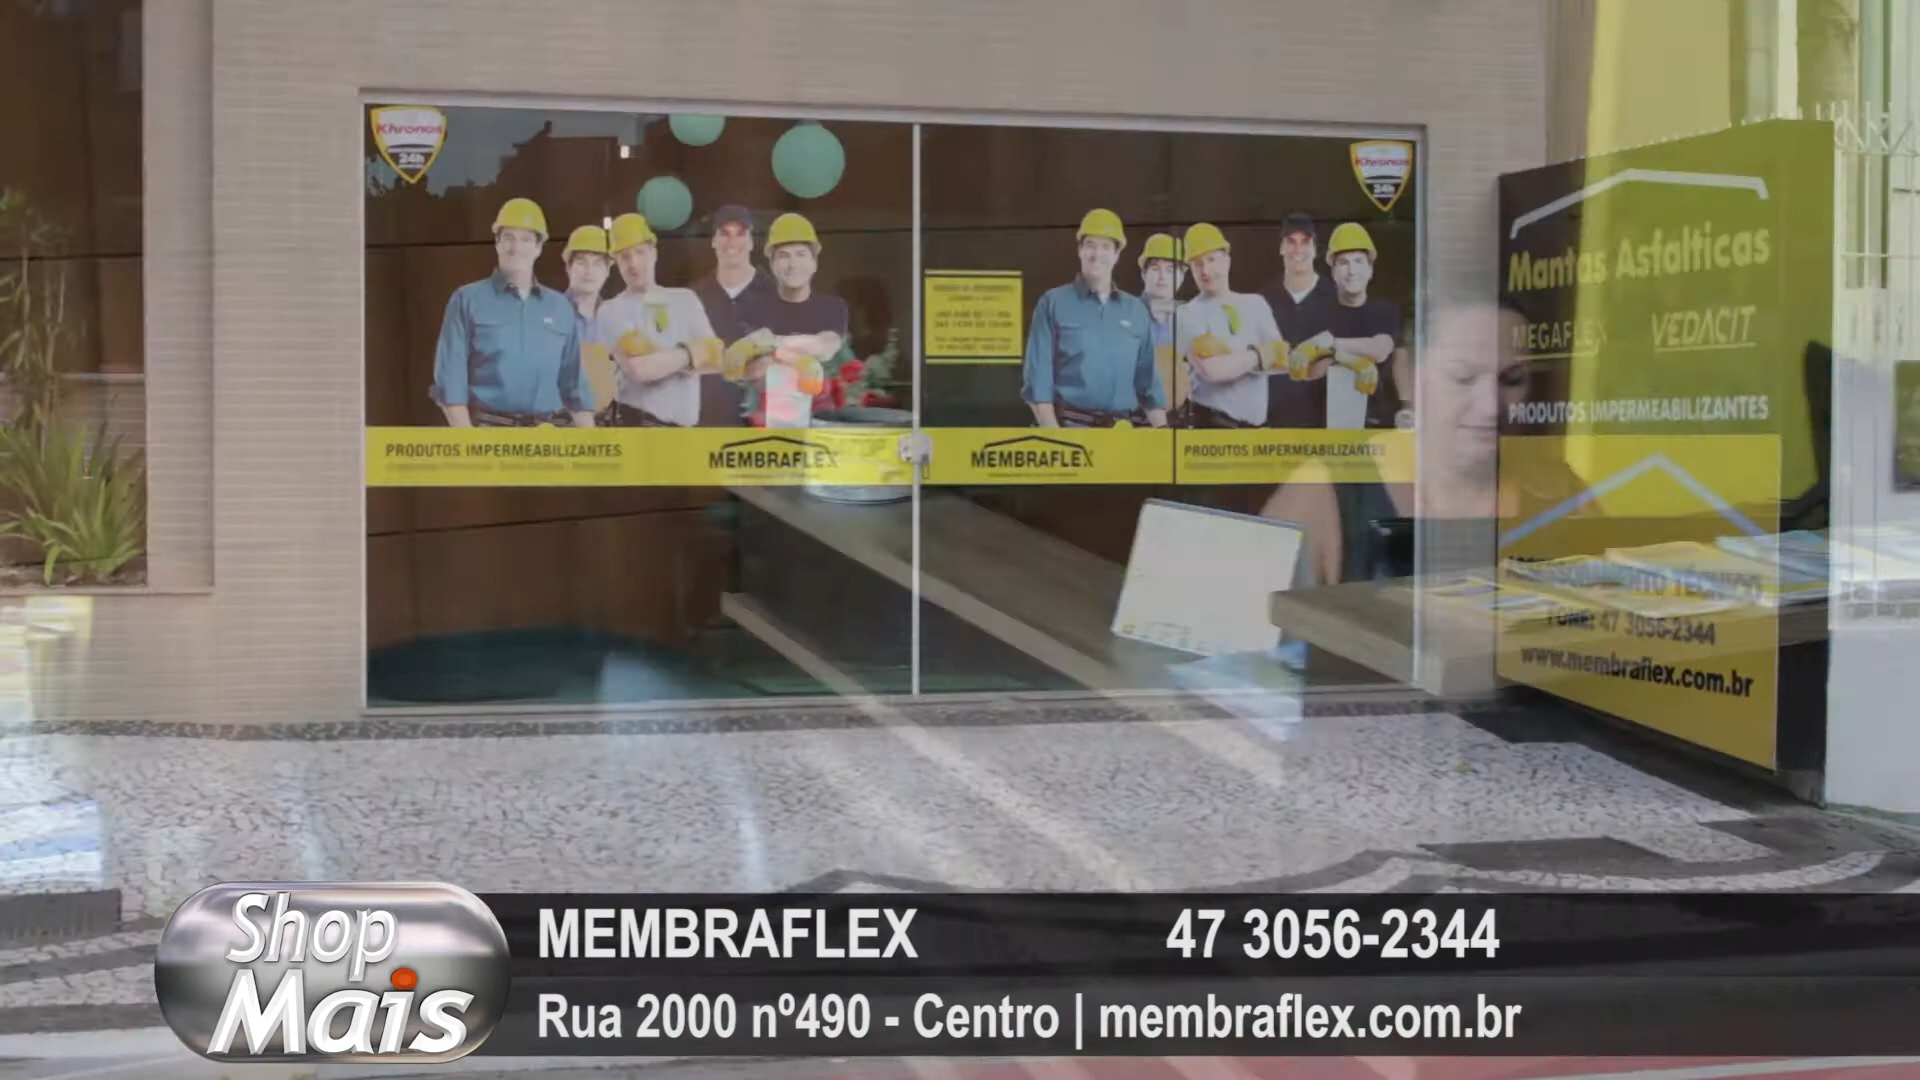 Khronos
24h
Khronos
24h
PRODUTOS IMPERMEABILIZANTES
MEMBRAFLEX
MEMBRAFLEX
PRODUTOS IMPERMEABILIZANTES
Mantas Asfalticas
MEGAFLEX
VEDACIT
PRODUTOS IMPERMEABILIZANTES
TÉCNICO
FONE: 47 3056-2344
www.membraflex.com.br
Shop
Mais
MEMBRAFLEX
47 3056-2344
Rua 2000 nº490 - Centro | membraflex.com.br